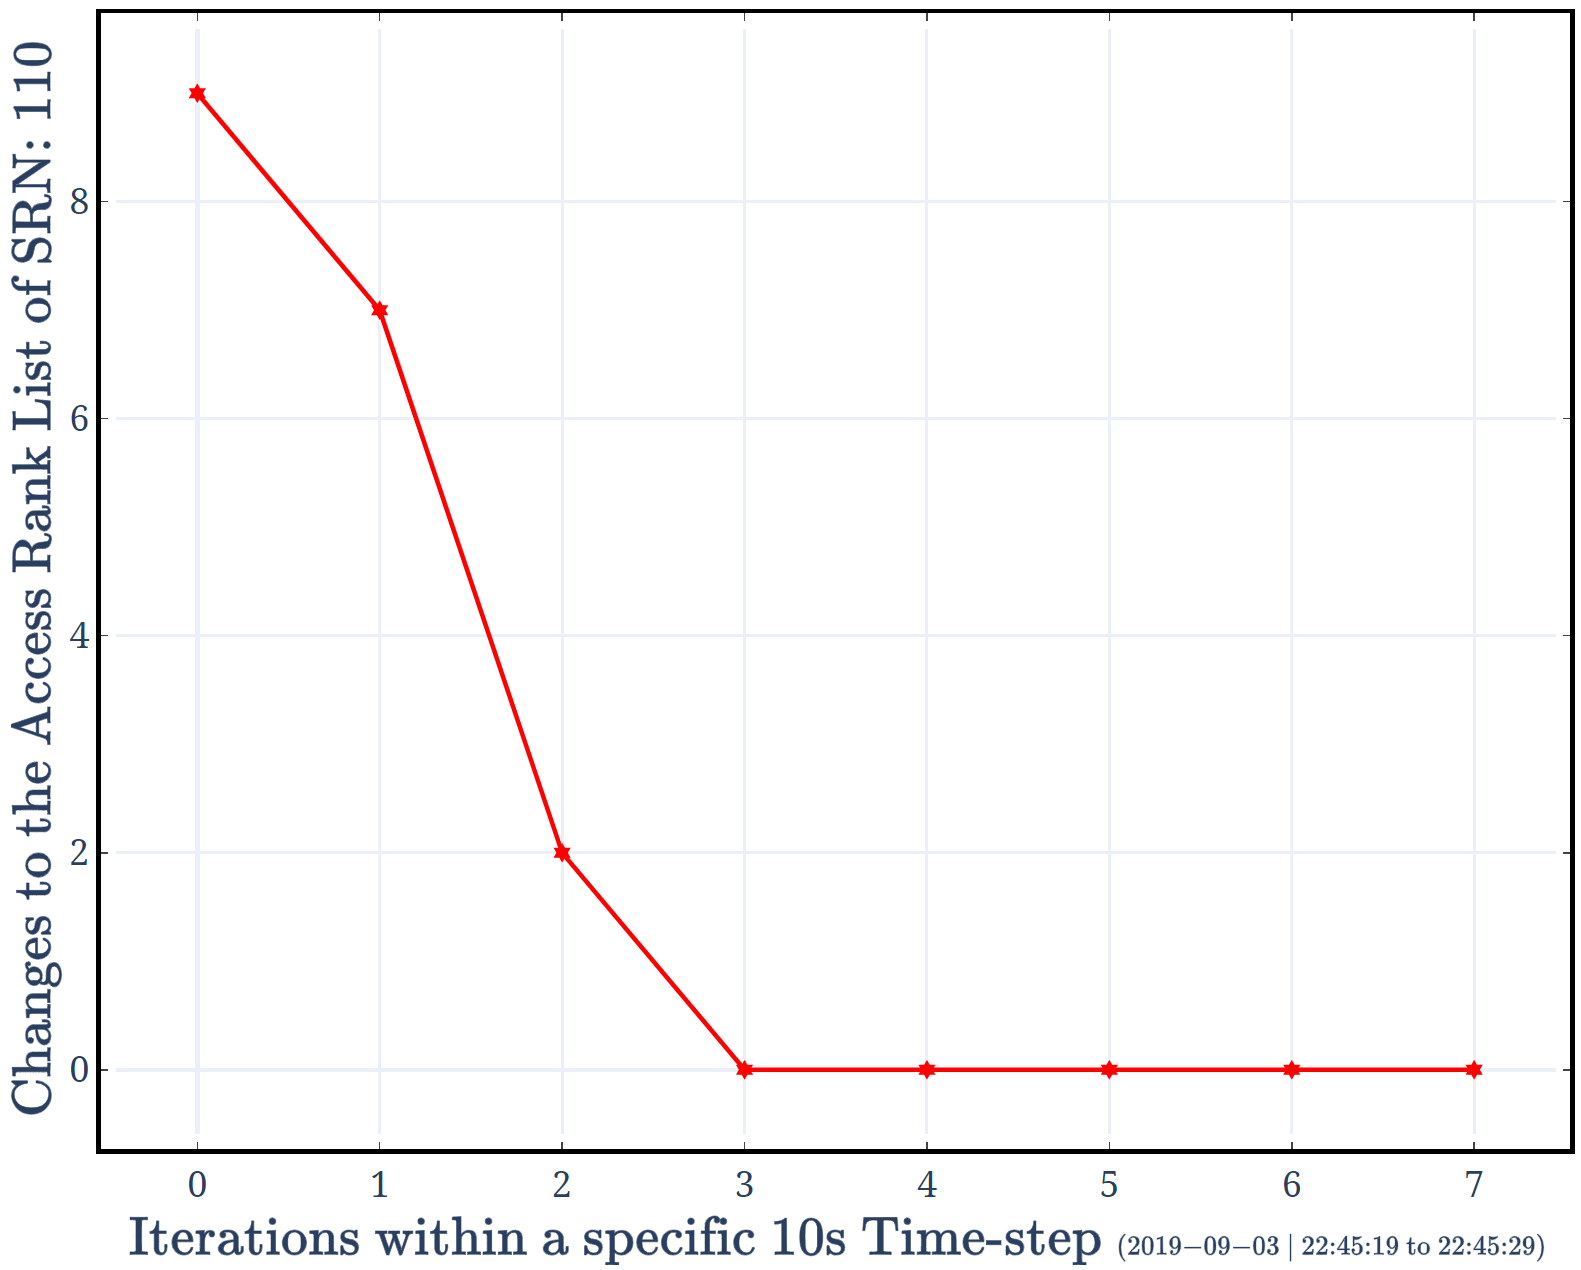 Changes to the Access Rank List of SRN: 110
8
6
4
2
0
0 1 2 3 4 5 6 7
Iterations within a specific 10s Time-step (2019−09−03 | 22:45:19 to 22:45:29)